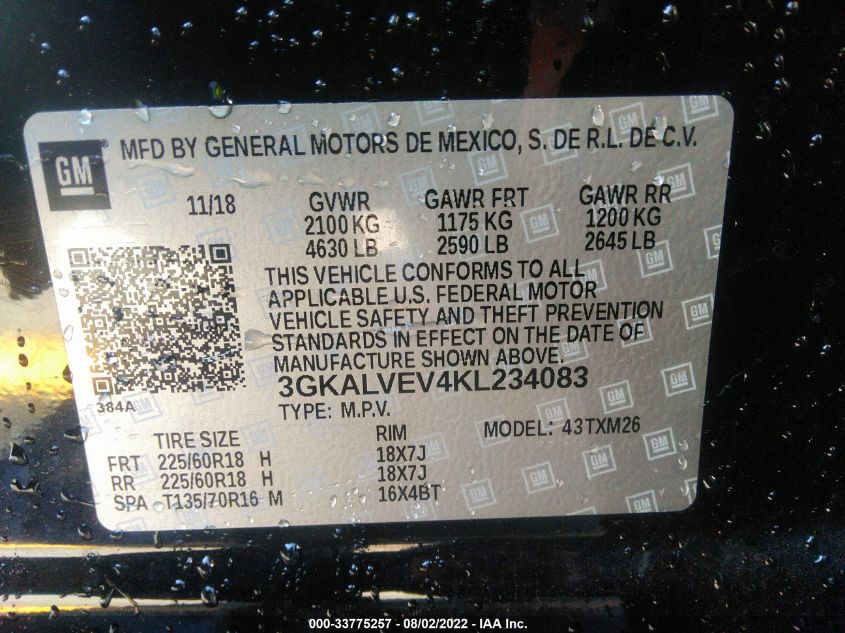 GM
MFD BY GENERAL MOTORS DE MEXICO, S. DE R.L. DE C.V.
11/18 GVWR GAWR FRT GAWR RR
2100 KG 1175 KG 1200 KG
4630 LB 2590 LB 2645 LB
THIS VEHICLE CONFORMS TO ALL
APPLICABLE U.S. FEDERAL MOTOR
VEHICLE SAFETY AND THEFT PREVENTION
STANDARDS IN EFFECT ON THE DATE OF
MANUFACTURE SHOWN ABOVE.
384A
3GKALVEV4KL234083
TYPE: M.P.V.
TIRE SIZE RIM MODEL: 43TXM26
FRT 225/60R18 H 18X7J
RR 225/60R18 H 18X7J
SPA T135/70R16 M 16X4BT
000-33775257 - 08/02/2022 - IAA Inc.